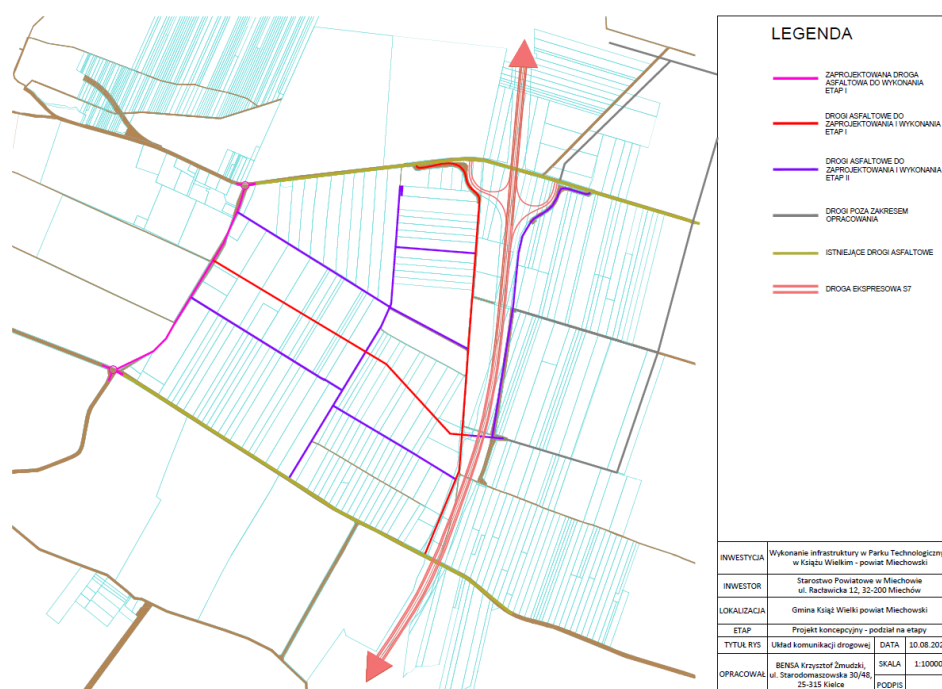 LEGENDA
ZAPROJEKTOWANA DROGA
ASFALTOWA DO WYKONANIA
ETAP I
DROGI ASFALTOWE DO
ZAPROJEKTOWANIA I WYKONANIA
ETAP I
DROGI ASFALTOWE DO
ZAPROJEKTOWANIA I WYKONANIA
ETAP II
DROGI POZA ZAKRESEM
OPRACOWANIA
ISTNIEJĄCE DROGI ASFALTOWE
DROGA EKSPRESOWA S7
INWESTYCJA
Wykonanie infrastruktury w Parku
w Książu Wielkim - powiat Miechowski
INWESTOR
Starostwo Powiatowe w Miechowie
ul. Racławicka 12, 32-200 Miechów
LOKALIZACJA
Gmina Książ Wielki powiat Miechowski
ETAP
Projekt koncepcyjny - podział na etapy
TYTUŁ RYS
Układ komunikacji drogowej
DATA
OPRACOWAŁ
BENSA Krzysztof Żmudzki,
ul. Starodomaszowska 30/48,
25-315 Kielce
SKALA
1:10000
PODPIS